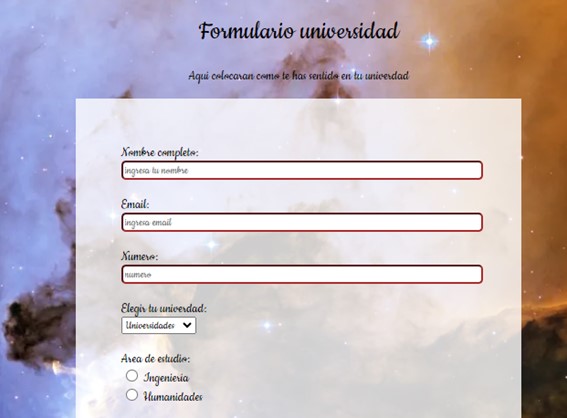 Formulario universidad
Aqui colocaran como te has sentido en tu univerdad
Nombre completo:
ingresa tu nombre
Email:
ingresa email
Numero:
numero
Elegir tu univerdad:
Universidades
Area de estudio:
Ingenieria
Humanidades